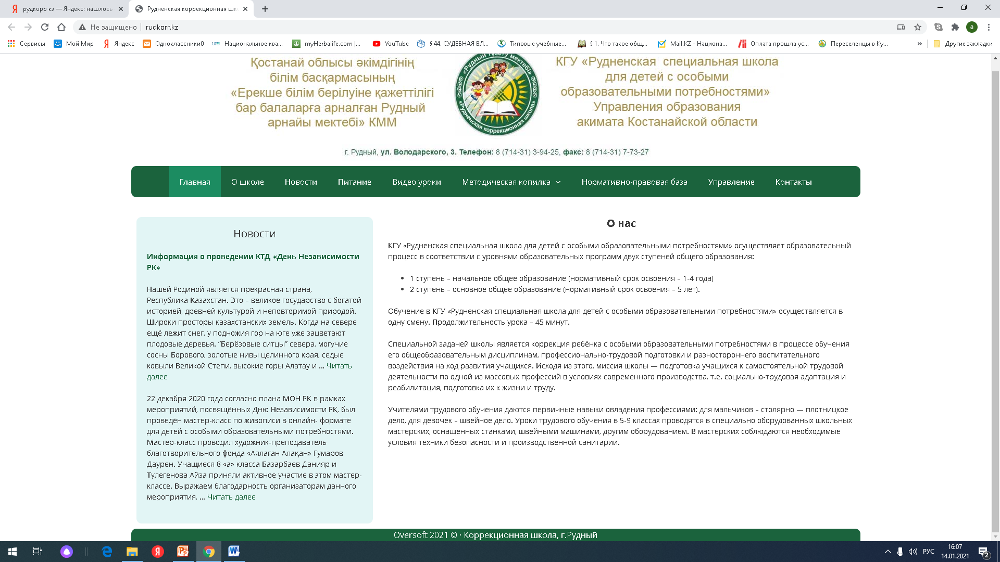 рудкорр кз — Яндекс: нашлось
Рудненская коррекционная шк
Не защищено
rudkorr.kz
a
Сервисы
Мой Мир
Яндекс
Одноклассники0
Национальное ква...
myHerbalife.com |...
YouTube
§ 44. СУДЕБНАЯ ВЛ...
Типовые учебные...
§ 1. Что такое общ...
Mail.KZ - Национа...
Оплата прошла ус...
Переселенцы в Ку...
»
Другие закладки
Қостанай облысы әкімдігінің
білім басқармасының
«Ерекше білім берілуіне қажеттілігі
бар балаларға арналған Рудный
арнайы мектебі» КММ
«Рудный түзету мектебі»
«Рудненская коррекционная школа»
КГУ «Рудненская специальная школа
для детей с особыми
образовательными потребностями»
Управления образования
акимата Костанайской области
г. Рудный, ул. Володарского, 3. Телефон: 8 (714-31) 3-94-25, факс: 8 (714-31) 7-73-27
Главная
О школе
Новости
Питание
Видео уроки
Методическая копилка
Нормативно-правовая база
Управление
Контакты
Новости
Информация о проведении КТД «День Независимости
РК»
Нашей Родиной является прекрасная страна,
Республика Казахстан. Это – великое государство с богатой
историей, древней культурой и неповторимой природой.
Широки просторы казахстанских земель. Когда на севере
ещё лежит снег, у подножия гор на юге уже зацветают
плодовые деревья. “Берёзовые ситцы” севера, могучие
сосны Борового, золотые нивы целинного края, седые
ковыли Великой Степи, высокие горы Алатау и ... Читать
далее
22 декабря 2020 года согласно плана МОН РК в рамках
мероприятий, посвящённых Дню Независимости РК, был
проведён мастер-класс по живописи в онлайн- формате
для детей с особыми образовательными потребностями.
Мастер-класс проводил художник-преподаватель
благотворительного фонда «Аялаған Алақан» Гумаров
Даурен. Учащиеся 8 «а» класса Базарбаев Данияр и
Тулегенова Айза приняли активное участие в этом мастер-
классе. Выражаем благодарность организаторам данного
мероприятия, ... Читать далее
О нас
КГУ «Рудненская специальная школа для детей с особыми образовательными потребностями» осуществляет образовательный
процесс в соответствии с уровнями образовательных программ двух ступеней общего образования:
• 1 ступень – начальное общее образование (нормативный срок освоения – 1-4 года)
• 2 ступень – основное общее образование (нормативный срок освоения – 5 лет).
Обучение в КГУ «Рудненская специальная школа для детей с особыми образовательными потребностями» осуществляется в
одну смену. Продолжительность урока – 45 минут.
Специальной задачей школы является коррекция ребёнка с особыми образовательными потребностями в процессе обучения
его общеобразовательным дисциплинам, профессионально-трудовой подготовки и разностороннего воспитательного
воздействия на ход развития учащихся. Исходя из этого, миссия школы — подготовка учащихся к самостоятельной трудовой
деятельности по одной из массовых профессий в условиях современного производства, т.е. социально-трудовая адаптация и
реабилитация, подготовка их к жизни и труду.
Учителями трудового обучения даются первичные навыки овладения профессиями: для мальчиков – столярно — плотницкое
дело, для девочек – швейное дело. Уроки трудового обучения в 5-9 классах проводятся в специально оборудованных школьных
мастерских, оснащенных станками, швейными машинами, другим оборудованием. В мастерских соблюдаются необходимые
условия техники безопасности и производственной санитарии.
Oversoft 2021 © · Коррекционная школа, г.Рудный
РУС
16:07
14.01.2021
2